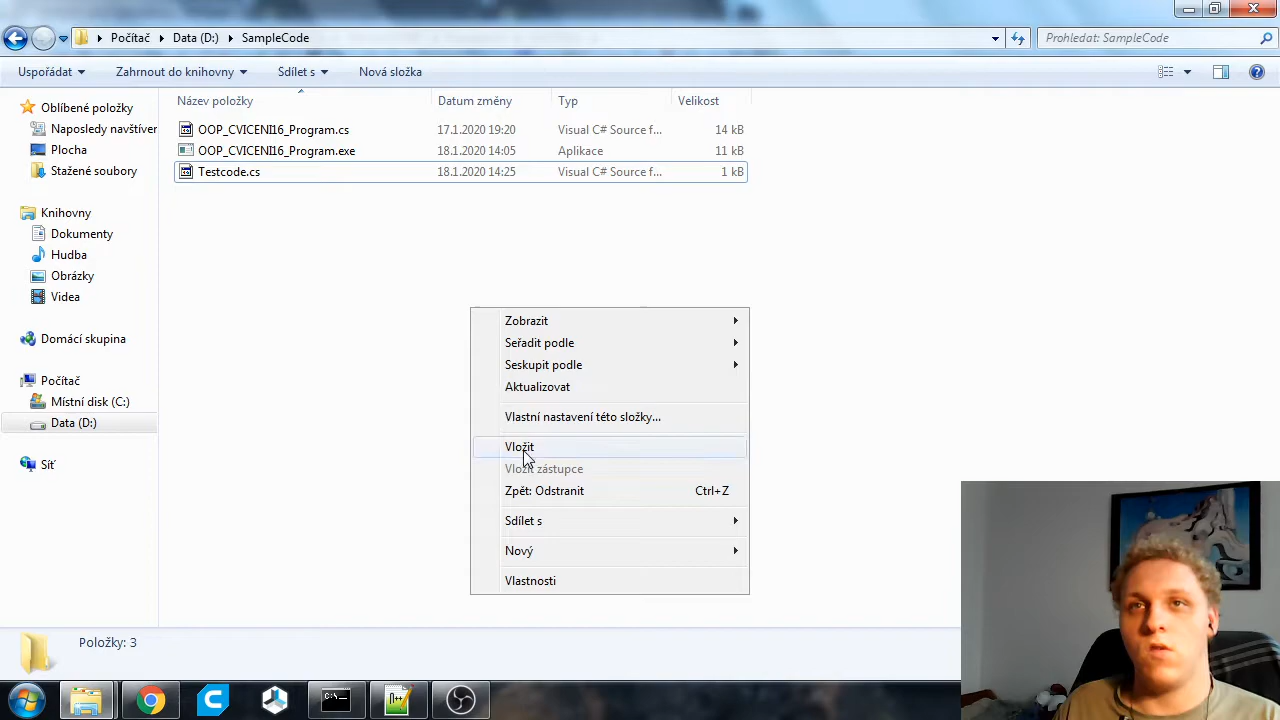 Počítač Data (D:) SampleCode
Prohledat: SampleCode
Uspořádat Zahrnout do knihovny Sdílet s Nová složka
Oblíbené položky
Naposledy navštíver
Plocha
Stažené soubory
Knihovny
Dokumenty
Hudba
Obrázky
Videa
Domácí skupina
Počítač
Místní disk (C:)
Data (D:)
Síť
Název položky Datum změny Typ Velikost
OOP_CVICENI16_Program.cs 17.1.2020 19:20 Visual C# Source f... 14 kB
OOP_CVICENI16_Program.exe 18.1.2020 14:05 Aplikace 11 kB
Testcode.cs 18.1.2020 14:25 Visual C# Source f... 1 kB
Zobrazit
Seřadit podle
Seskupit podle
Aktualizovat
Vlastní nastavení této složky...
Vložit
Vložit zástupce
Zpět: Odstranit Ctrl+Z
Sdílet s
Nový
Vlastnosti
Položky: 3
C:\_